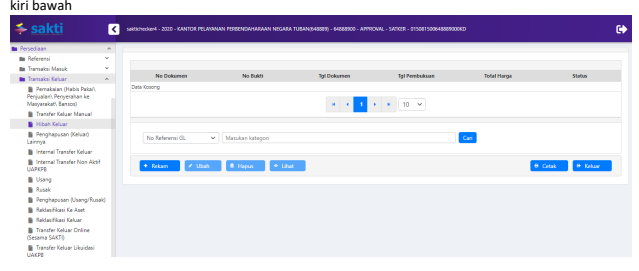 kiri bawah
sakti
saktichecker4 - 2020 - KANTOR PELAYANAN PERBENDAHARAAN NEGARA TUBAN(648889) - 64888900 - APPROVAL - SATKER - 015081500648889000KD
Persediaan
Referensi
Transaksi Masuk
Transaksi Keluar
Pemakaian (Habis Pakai\
Penjualan\ Penyerahan ke
Masyarakat\ Bansos)
Transfer Keluar Manual
Hibah Keluar
Penghapusan (Keluar)
Lainnya
Internal Transfer Keluar
Internal Transfer Non Aktif
UAPKPB
Usang
Rusak
Penghapusan (Usang/Rusak)
Reklasifikasi Ke Aset
Reklasifikasi Keluar
Transfer Keluar Online
(Sesama SAKTI)
Transfer Keluar Likuidasi
UAKPB
No Dokumen No Bukti Tgl Dokumen Tgl Pembukuan Total Harga Status
Data Kosong
1 10
No Referensi GL Masukan kategori Cari
+ Rekam Ubah Hapus Lihat Cetak Keluar